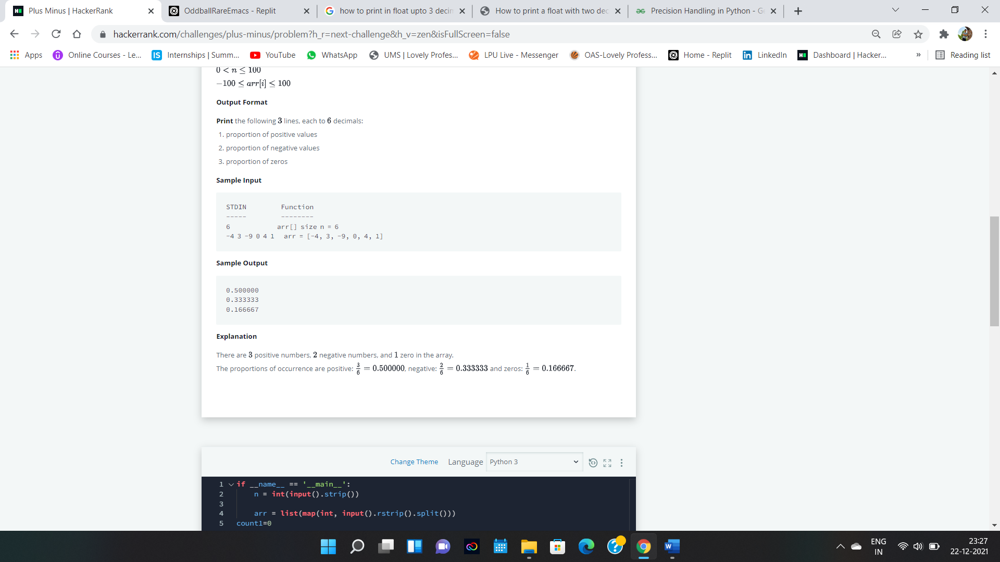 Plus Minus | HackerRank
OddballRareEmacs - Replit
how to print in float upto 3 decin
How to print a float with two dec
Precision Handling in Python - Ge
hackerrank.com/challenges/plus-minus/problem?h_r=next-challenge&h_v=zen&isFullScreen=false
Apps
Online Courses - Le...
IS
Internships | Summ...
YouTube
WhatsApp
UMS | Lovely Profes...
LPU Live - Messenger
OAS-Lovely Profess...
Home - Replit
in
LinkedIn
Dashboard | Hacker...
»
Reading list
0 < n ≤ 100
−100 ≤ arr[i] ≤ 100
Output Format
Print the following 3 lines, each to 6 decimals:
1. proportion of positive values
2. proportion of negative values
3. proportion of zeros
Sample Input
STDIN Function
----- --------
6 arr[] size n = 6
-4 3 -9 0 4 1 arr = [-4, 3, -9, 0, 4, 1]
Sample Output
0.500000
0.333333
0.166667
Explanation
There are 3 positive numbers, 2 negative numbers, and 1 zero in the array.
The proportions of occurrence are positive: 3/6 = 0.500000, negative: 2/6 = 0.333333 and zeros: 1/6 = 0.166667.
Change Theme Language Python 3
1 if __name__ == '__main__':
2 n = int(input().strip())
3
4 arr = list(map(int, input().rstrip().split()))
5 count1=0
ENG
IN
23:27
22-12-2021